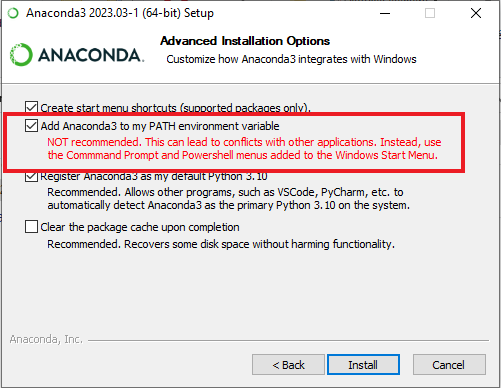 Anaconda3 2023.03-1 (64-bit) Setup
ANACONDA.
Advanced Installation Options
Customize how Anaconda3 integrates with Windows
Create start menu shortcuts (supported packages only).
Add Anaconda3 to my PATH environment variable
NOT recommended. This can lead to conflicts with other applications. Instead, use
the Commmand Prompt and Powershell menus added to the Windows Start Menu.
Register Anaconda3 as my default Python 3.10
Recommended. Allows other programs, such as VSCode, PyCharm, etc. to
automatically detect Anaconda3 as the primary Python 3.10 on the system.
Clear the package cache upon completion
Recommended. Recovers some disk space without harming functionality.
Anaconda, Inc.
< Back
Install
Cancel